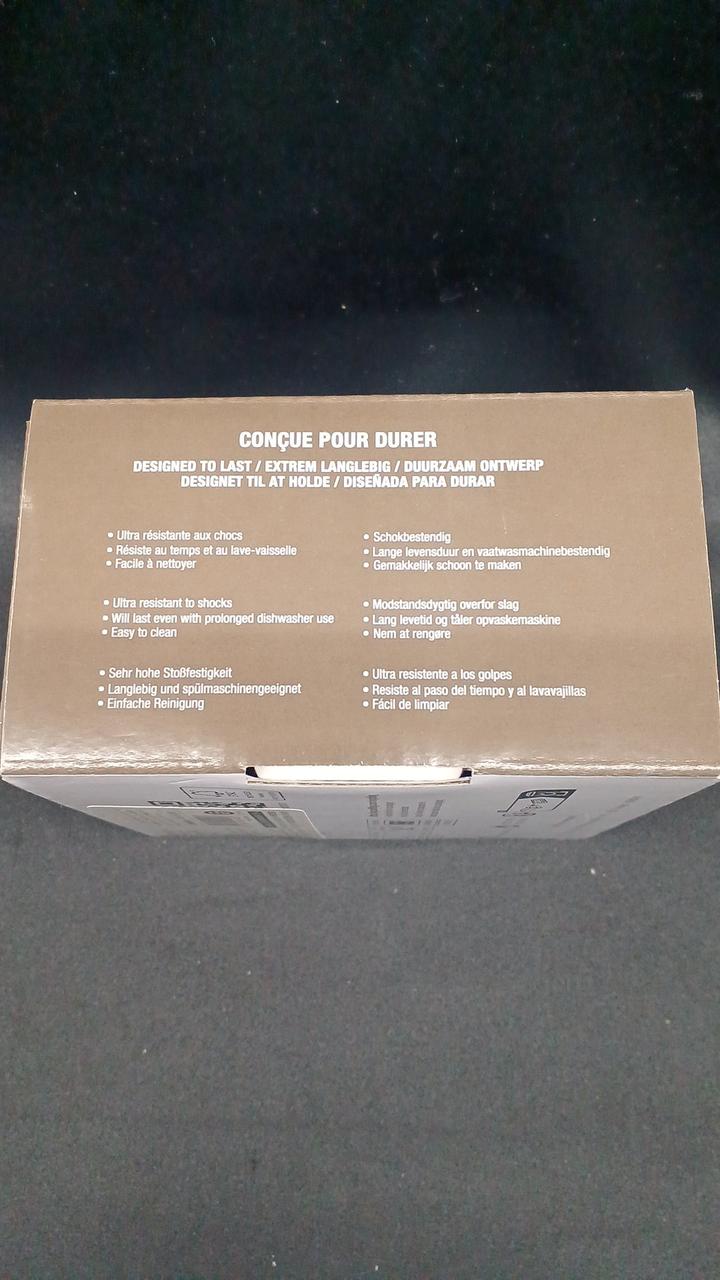 CONÇUE POUR DURER
DESIGNED TO LAST / EXTREM LANGLEBIG / DUURZAAM ONTWERP
DESIGNET TIL AT HOLDE / DISEÑADA PARA DURAR
• Ultra résistante aux chocs
• Résiste au temps et au lave-vaisselle
• Facile à nettoyer
• Ultra resistant to shocks
• Will last even with prolonged dishwasher use
• Easy to clean
• Sehr hohe Stoßfestigkeit
• Langlebig und spülmaschinengeeignet
• Einfache Reinigung
• Schokbestendig
• Lange levensduur en vaatwasmachinebestendig
• Gemakkelijk schoon te maken
• Modstandsdygtig overfor slag
• Lang levetid og tåler opvaskemaskine
• Nem at rengøre
• Ultra resistente a los golpes
• Resiste al paso del tiempo y al lavavajillas
• Fácil de limpiar